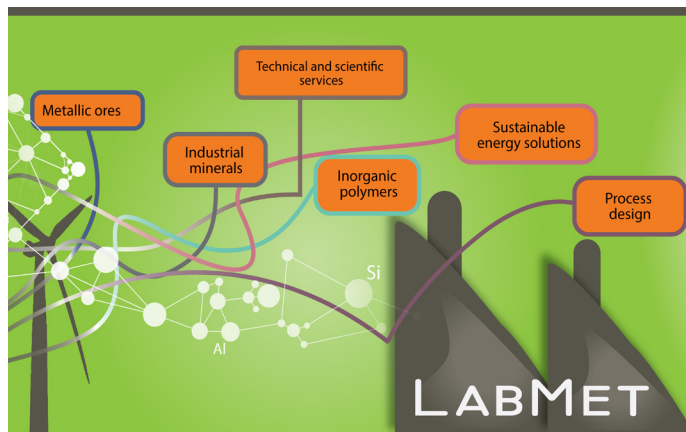 Technical and scientific
services
Metallic ores
Sustainable
energy solutions
Industrial
minerals
Inorganic
polymers
Process
design
Si
Al
LABMET